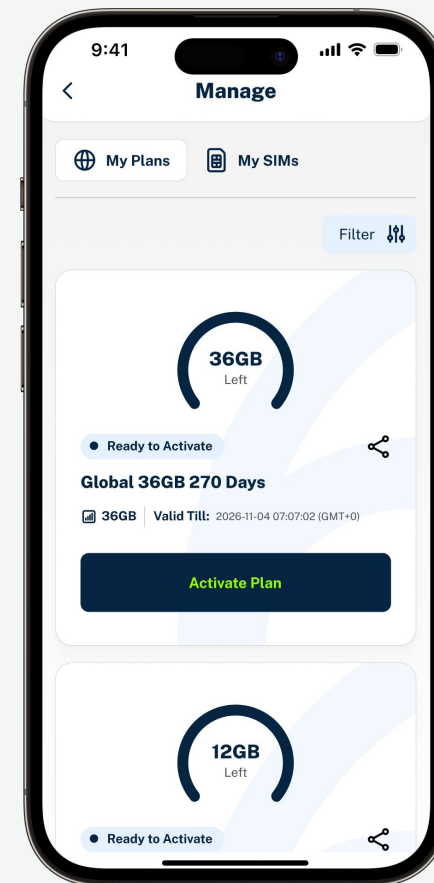 9:41
Manage
My Plans My SIMs
Filter
36GB
Left
Ready to Activate
Global 36GB 270 Days
36GB Valid Till: 2026-11-04 07:07:02 (GMT+0)
Activate Plan
12GB
Left
Ready to Activate